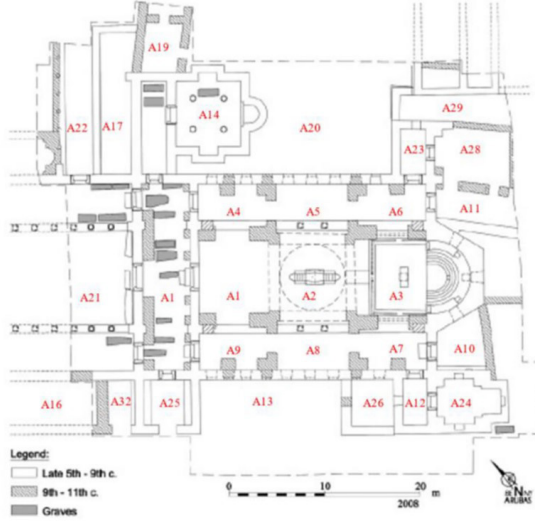 A19
A22 A17 A14 A20 A29
A23 A28
A4 A5 A6 A11
A21 A1 A1 A2 A3
A9 A8 A7 A10
A16 A32 A25 A13 A26 A12 A24
Legend:
Late 5th - 9th c.
9th - 11th c.
Graves
0 10 20 m
2008
N
ARUBAS